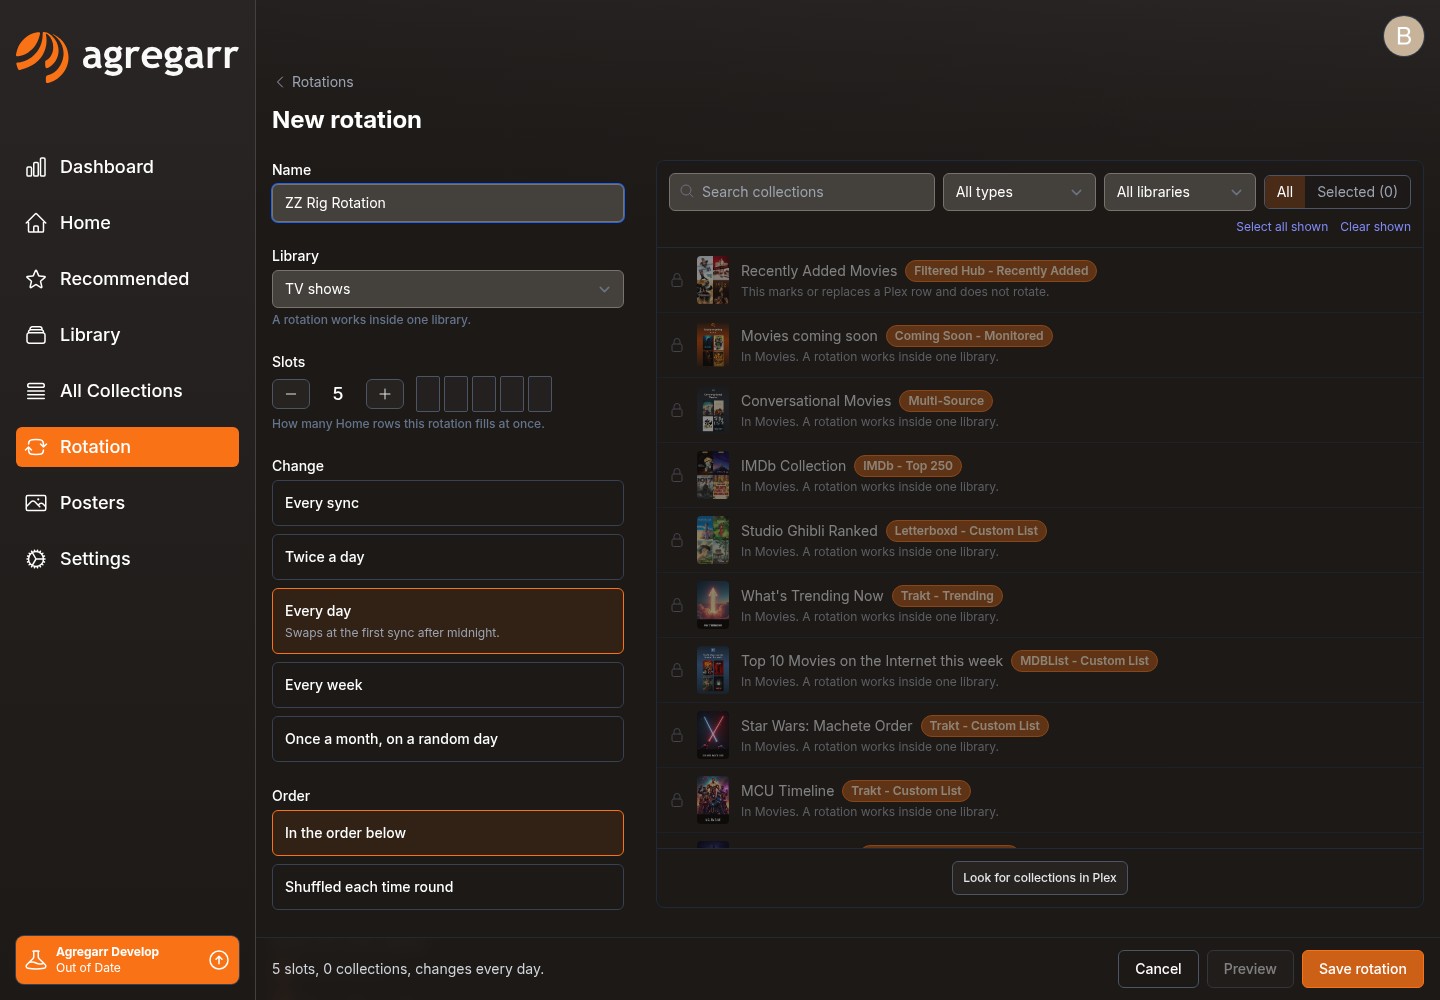 agregarr
B
Rotations
New rotation
Dashboard
Home
Recommended
Library
All Collections
Rotation
Posters
Settings
Agregarr Develop
Out of Date
Name
ZZ Rig Rotation
Library
TV shows
A rotation works inside one library.
Slots
5
How many Home rows this rotation fills at once.
Change
Every sync
Twice a day
Every day
Swaps at the first sync after midnight.
Every week
Once a month, on a random day
Order
In the order below
Shuffled each time round
Search collections
All types
All libraries
All
Selected (0)
Select all shown
Clear shown
Recently Added Movies
Filtered Hub - Recently Added
This marks or replaces a Plex row and does not rotate.
Movies coming soon
Coming Soon - Monitored
In Movies. A rotation works inside one library.
Conversational Movies
Multi-Source
In Movies. A rotation works inside one library.
IMDb Collection
IMDb - Top 250
In Movies. A rotation works inside one library.
Studio Ghibli Ranked
Letterboxd - Custom List
In Movies. A rotation works inside one library.
What's Trending Now
Trakt - Trending
In Movies. A rotation works inside one library.
Top 10 Movies on the Internet this week
MDBList - Custom List
In Movies. A rotation works inside one library.
Star Wars: Machete Order
Trakt - Custom List
In Movies. A rotation works inside one library.
MCU Timeline
Trakt - Custom List
In Movies. A rotation works inside one library.
Look for collections in Plex
5 slots, 0 collections, changes every day.
Cancel
Preview
Save rotation